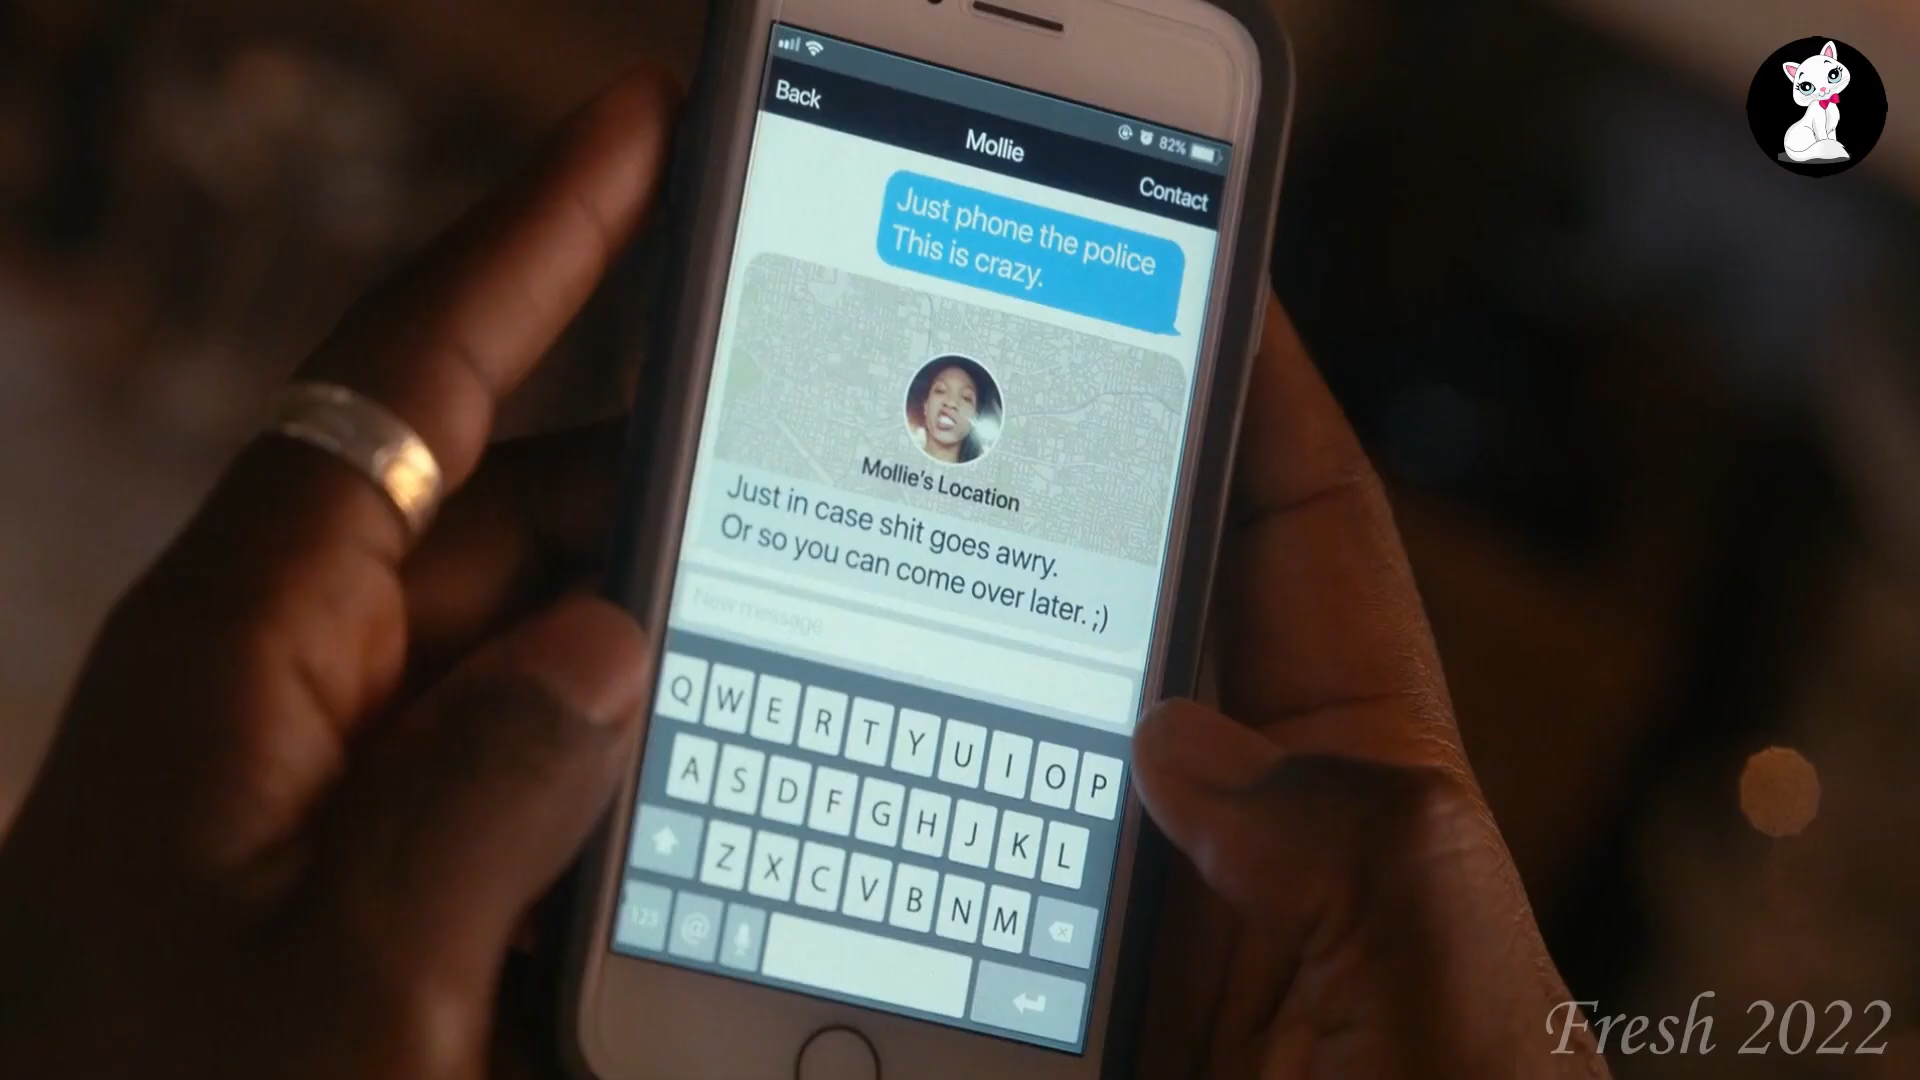 82%
Back
Mollie
Contact
Just phone the police
This is crazy.
Mollie's Location
Just in case shit goes awry.
Or so you can come over later. ;)
New message
Q W E R T Y U I O P
A S D F G H J K L
Z X C V B N M
123 @
Fresh 2022